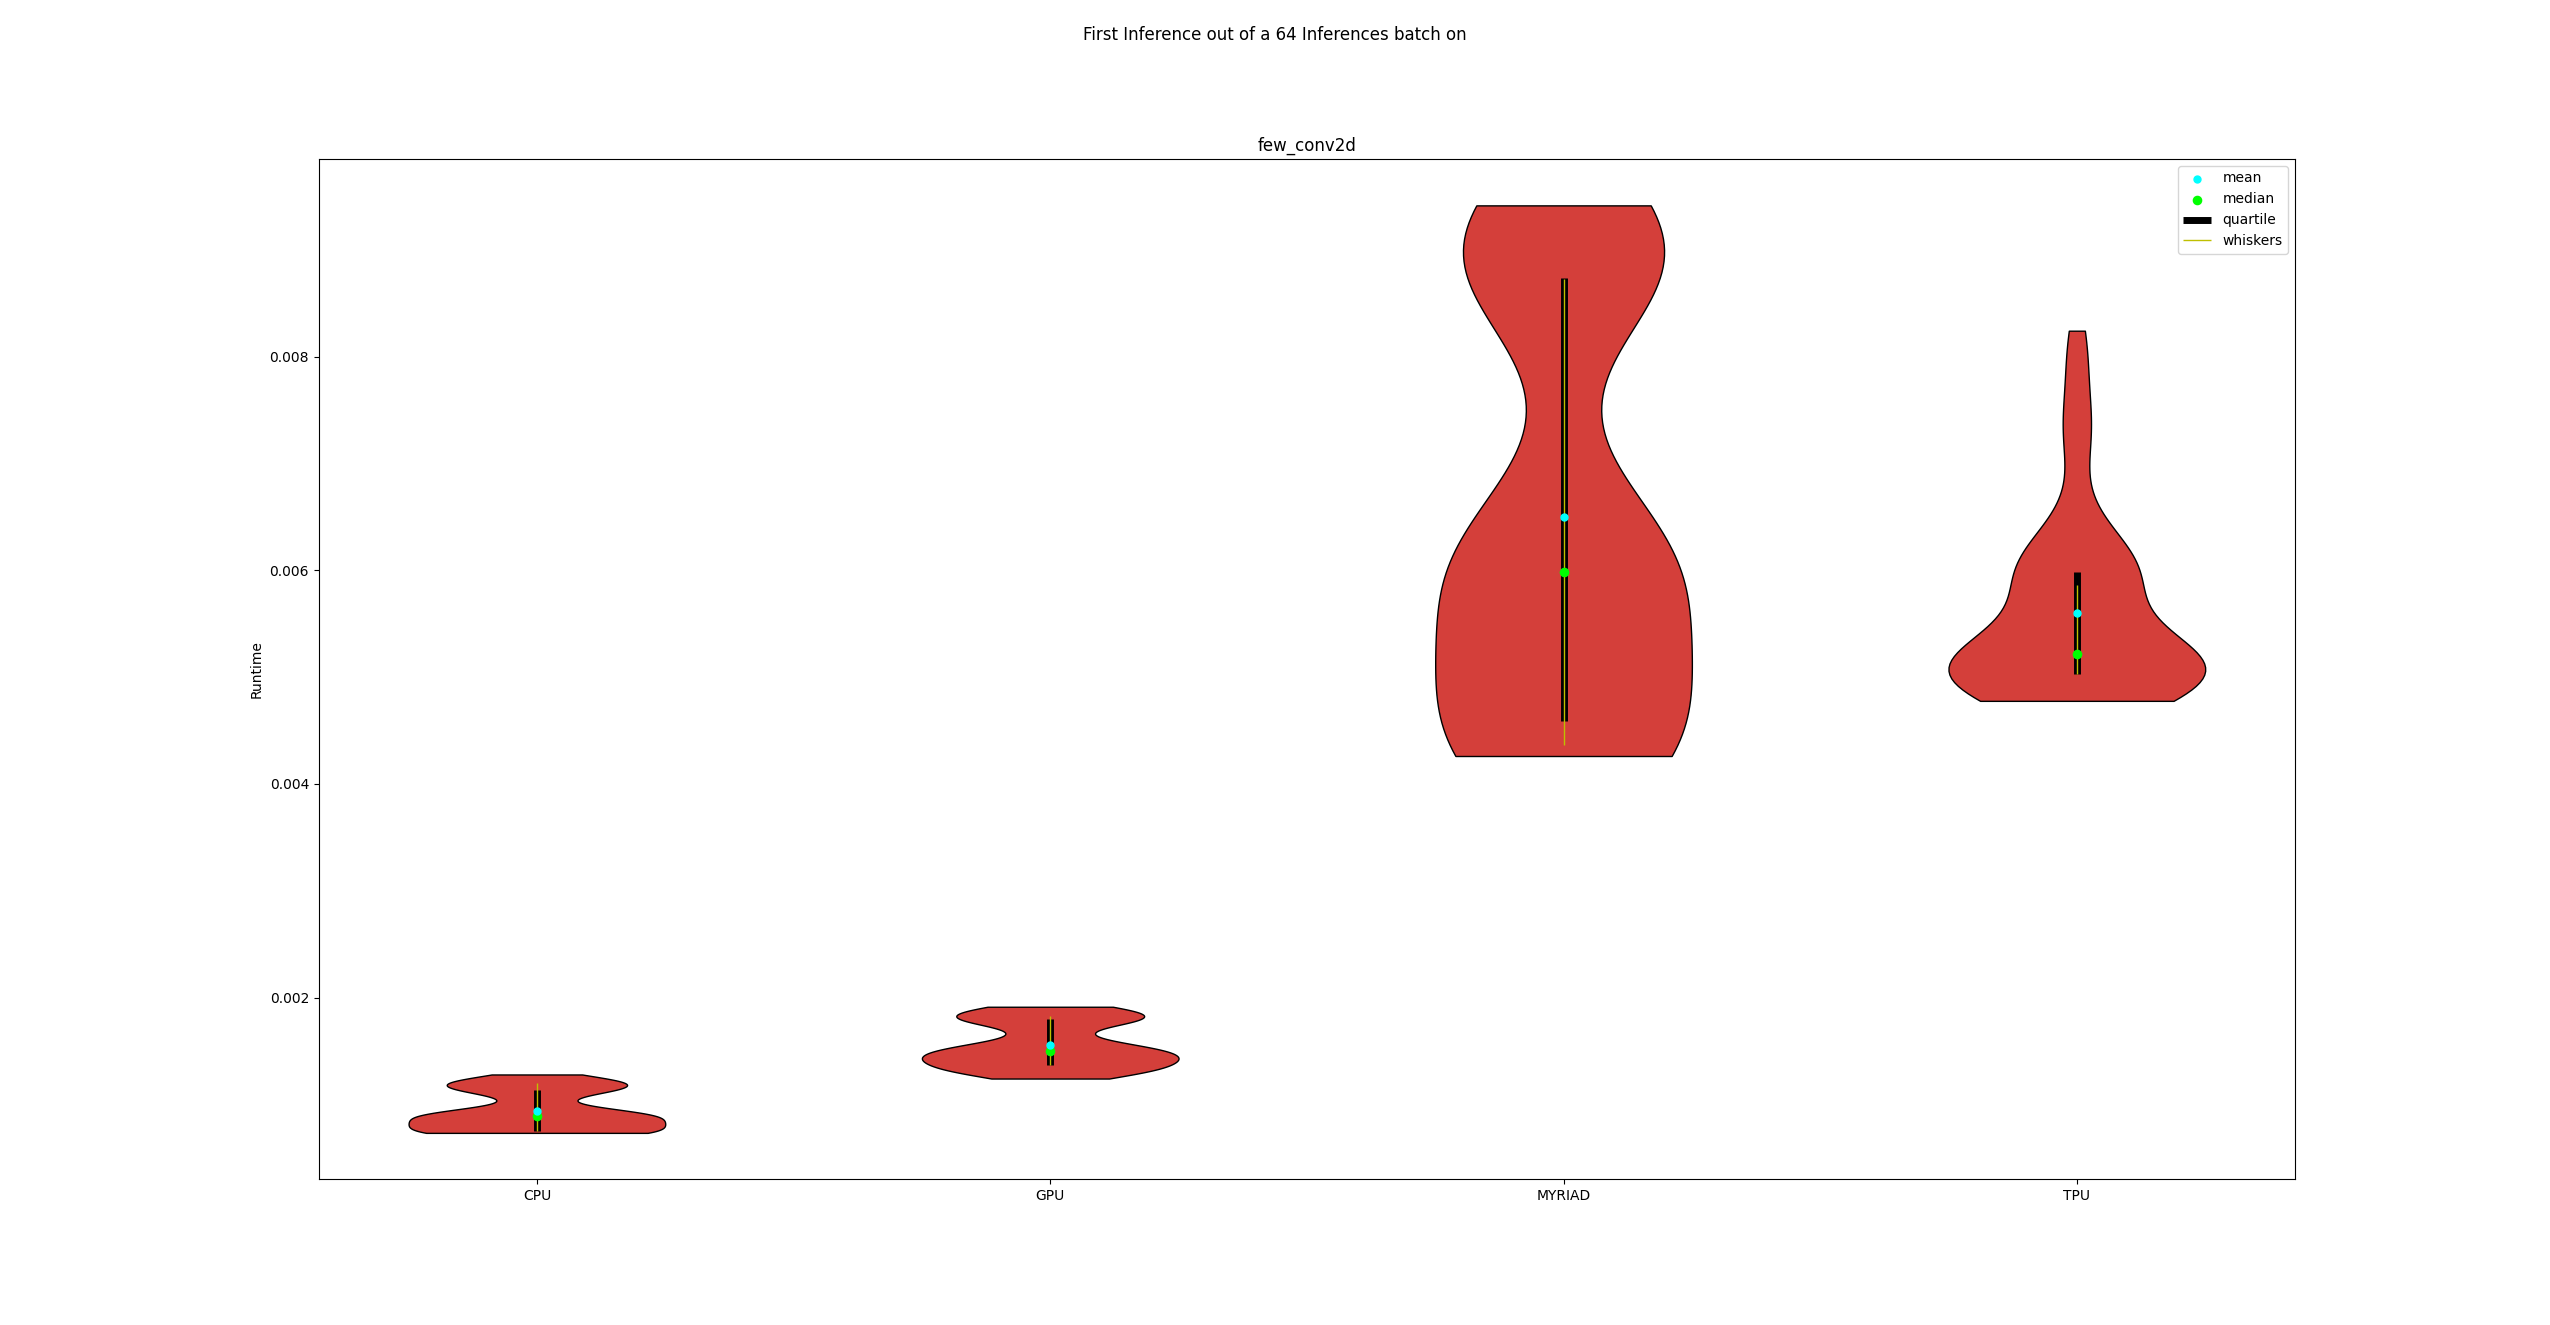 First Inference out of a 64 Inferences batch on
few_conv2d
mean
median
quartile
whiskers
0.008
0.006
0.004
0.002
Runtime
CPU
GPU
MYRIAD
TPU